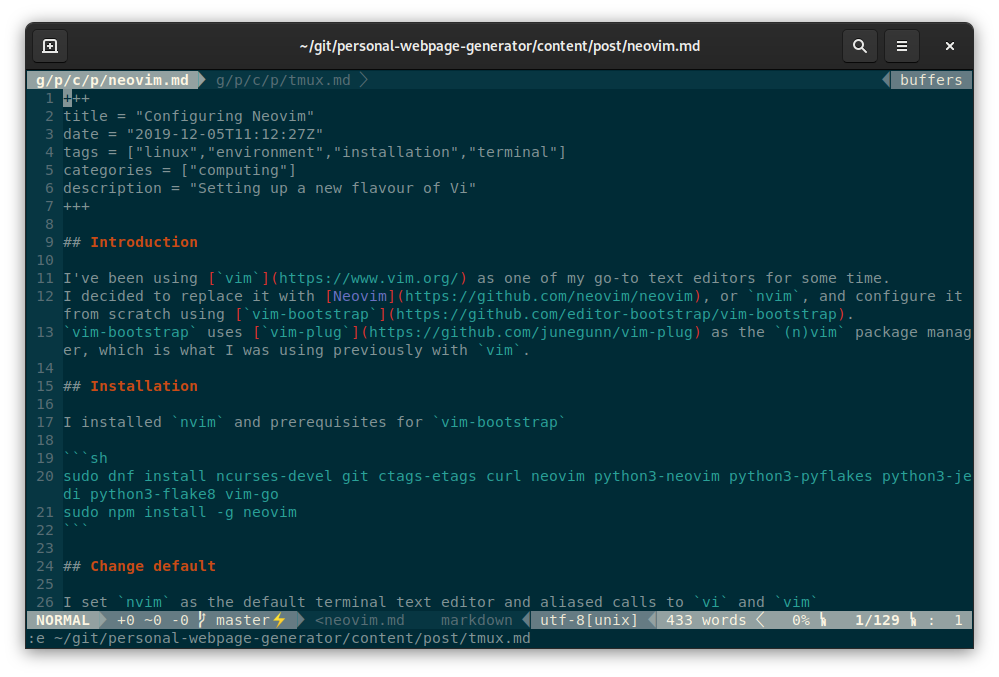 ~/git/personal-webpage-generator/content/post/neovim.md
g/p/c/p/neovim.md g/p/c/p/tmux.md buffers
1 +++
2 title = "Configuring Neovim"
3 date = "2019-12-05T11:12:27Z"
4 tags = ["linux","environment","installation","terminal"]
5 categories = ["computing"]
6 description = "Setting up a new flavour of Vi"
7 +++
8
9 ## Introduction
10
11 I've been using [`vim`](https://www.vim.org/) as one of my go-to text editors for some time.
12 I decided to replace it with [Neovim](https://github.com/neovim/neovim), or `nvim`, and configure it
from scratch using [`vim-bootstrap`](https://github.com/editor-bootstrap/vim-bootstrap).
13 `vim-bootstrap` uses [`vim-plug`](https://github.com/junegunn/vim-plug) as the `(n)vim` package manag
er, which is what I was using previously with `vim`.
14
15 ## Installation
16
17 I installed `nvim` and prerequisites for `vim-bootstrap`
18
19 ```sh
20 sudo dnf install ncurses-devel git ctags-etags curl neovim python3-neovim python3-pyflakes python3-je
di python3-flake8 vim-go
21 sudo npm install -g neovim
22 ```
23
24 ## Change default
25
26 I set `nvim` as the default terminal text editor and aliased calls to `vi` and `vim`
NORMAL +0 ~0 -0 master⚡ <neovim.md markdown utf-8[unix] 433 words 0% 1/129 : 1
:e ~/git/personal-webpage-generator/content/post/tmux.md